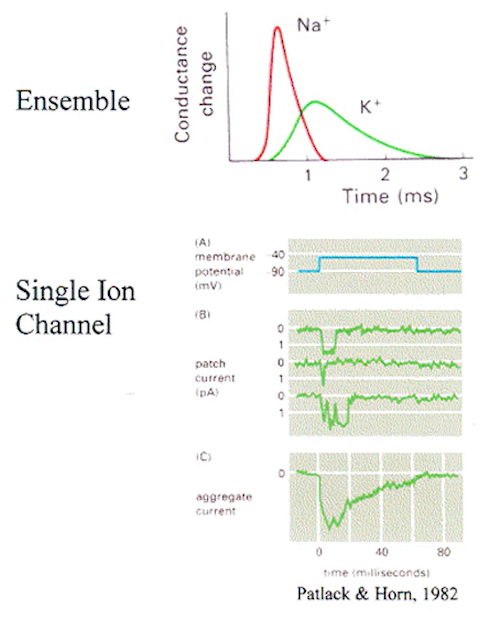 Ensemble
Conductance
change
Na+
K+
1 2 3
Time (ms)
Single Ion
Channel
(A)
membrane
potential
(mV)
-40
-90
(B)
patch
current
(pA)
0
1
0
1
0
1
(C)
aggregate
current
0
0 40 80
time (milliseconds)
Patlack & Horn, 1982